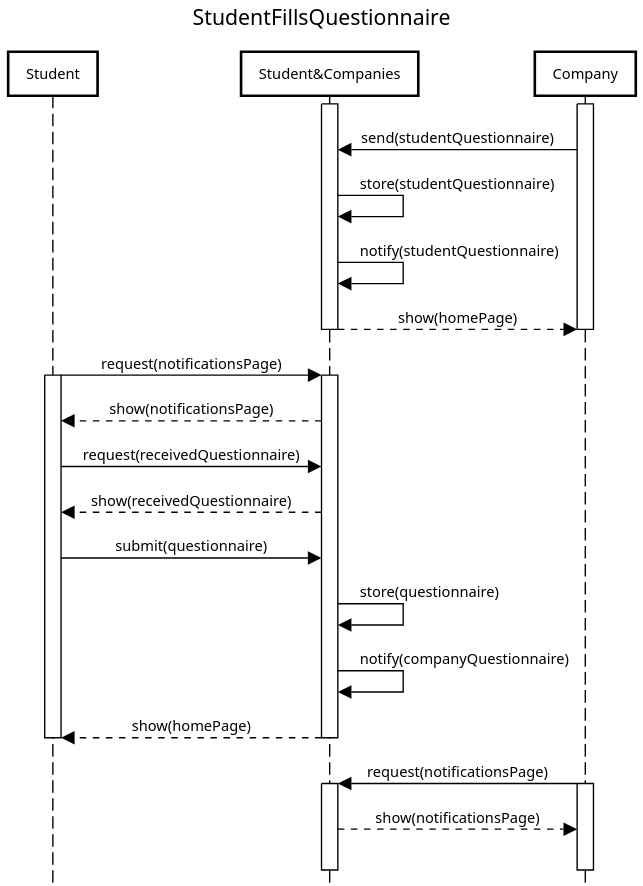 StudentFillsQuestionnaire
Student
Student&Companies
Company
send(studentQuestionnaire)
store(studentQuestionnaire)
notify(studentQuestionnaire)
show(homePage)
request(notificationsPage)
show(notificationsPage)
request(receivedQuestionnaire)
show(receivedQuestionnaire)
submit(questionnaire)
store(questionnaire)
notify(companyQuestionnaire)
show(homePage)
request(notificationsPage)
show(notificationsPage)